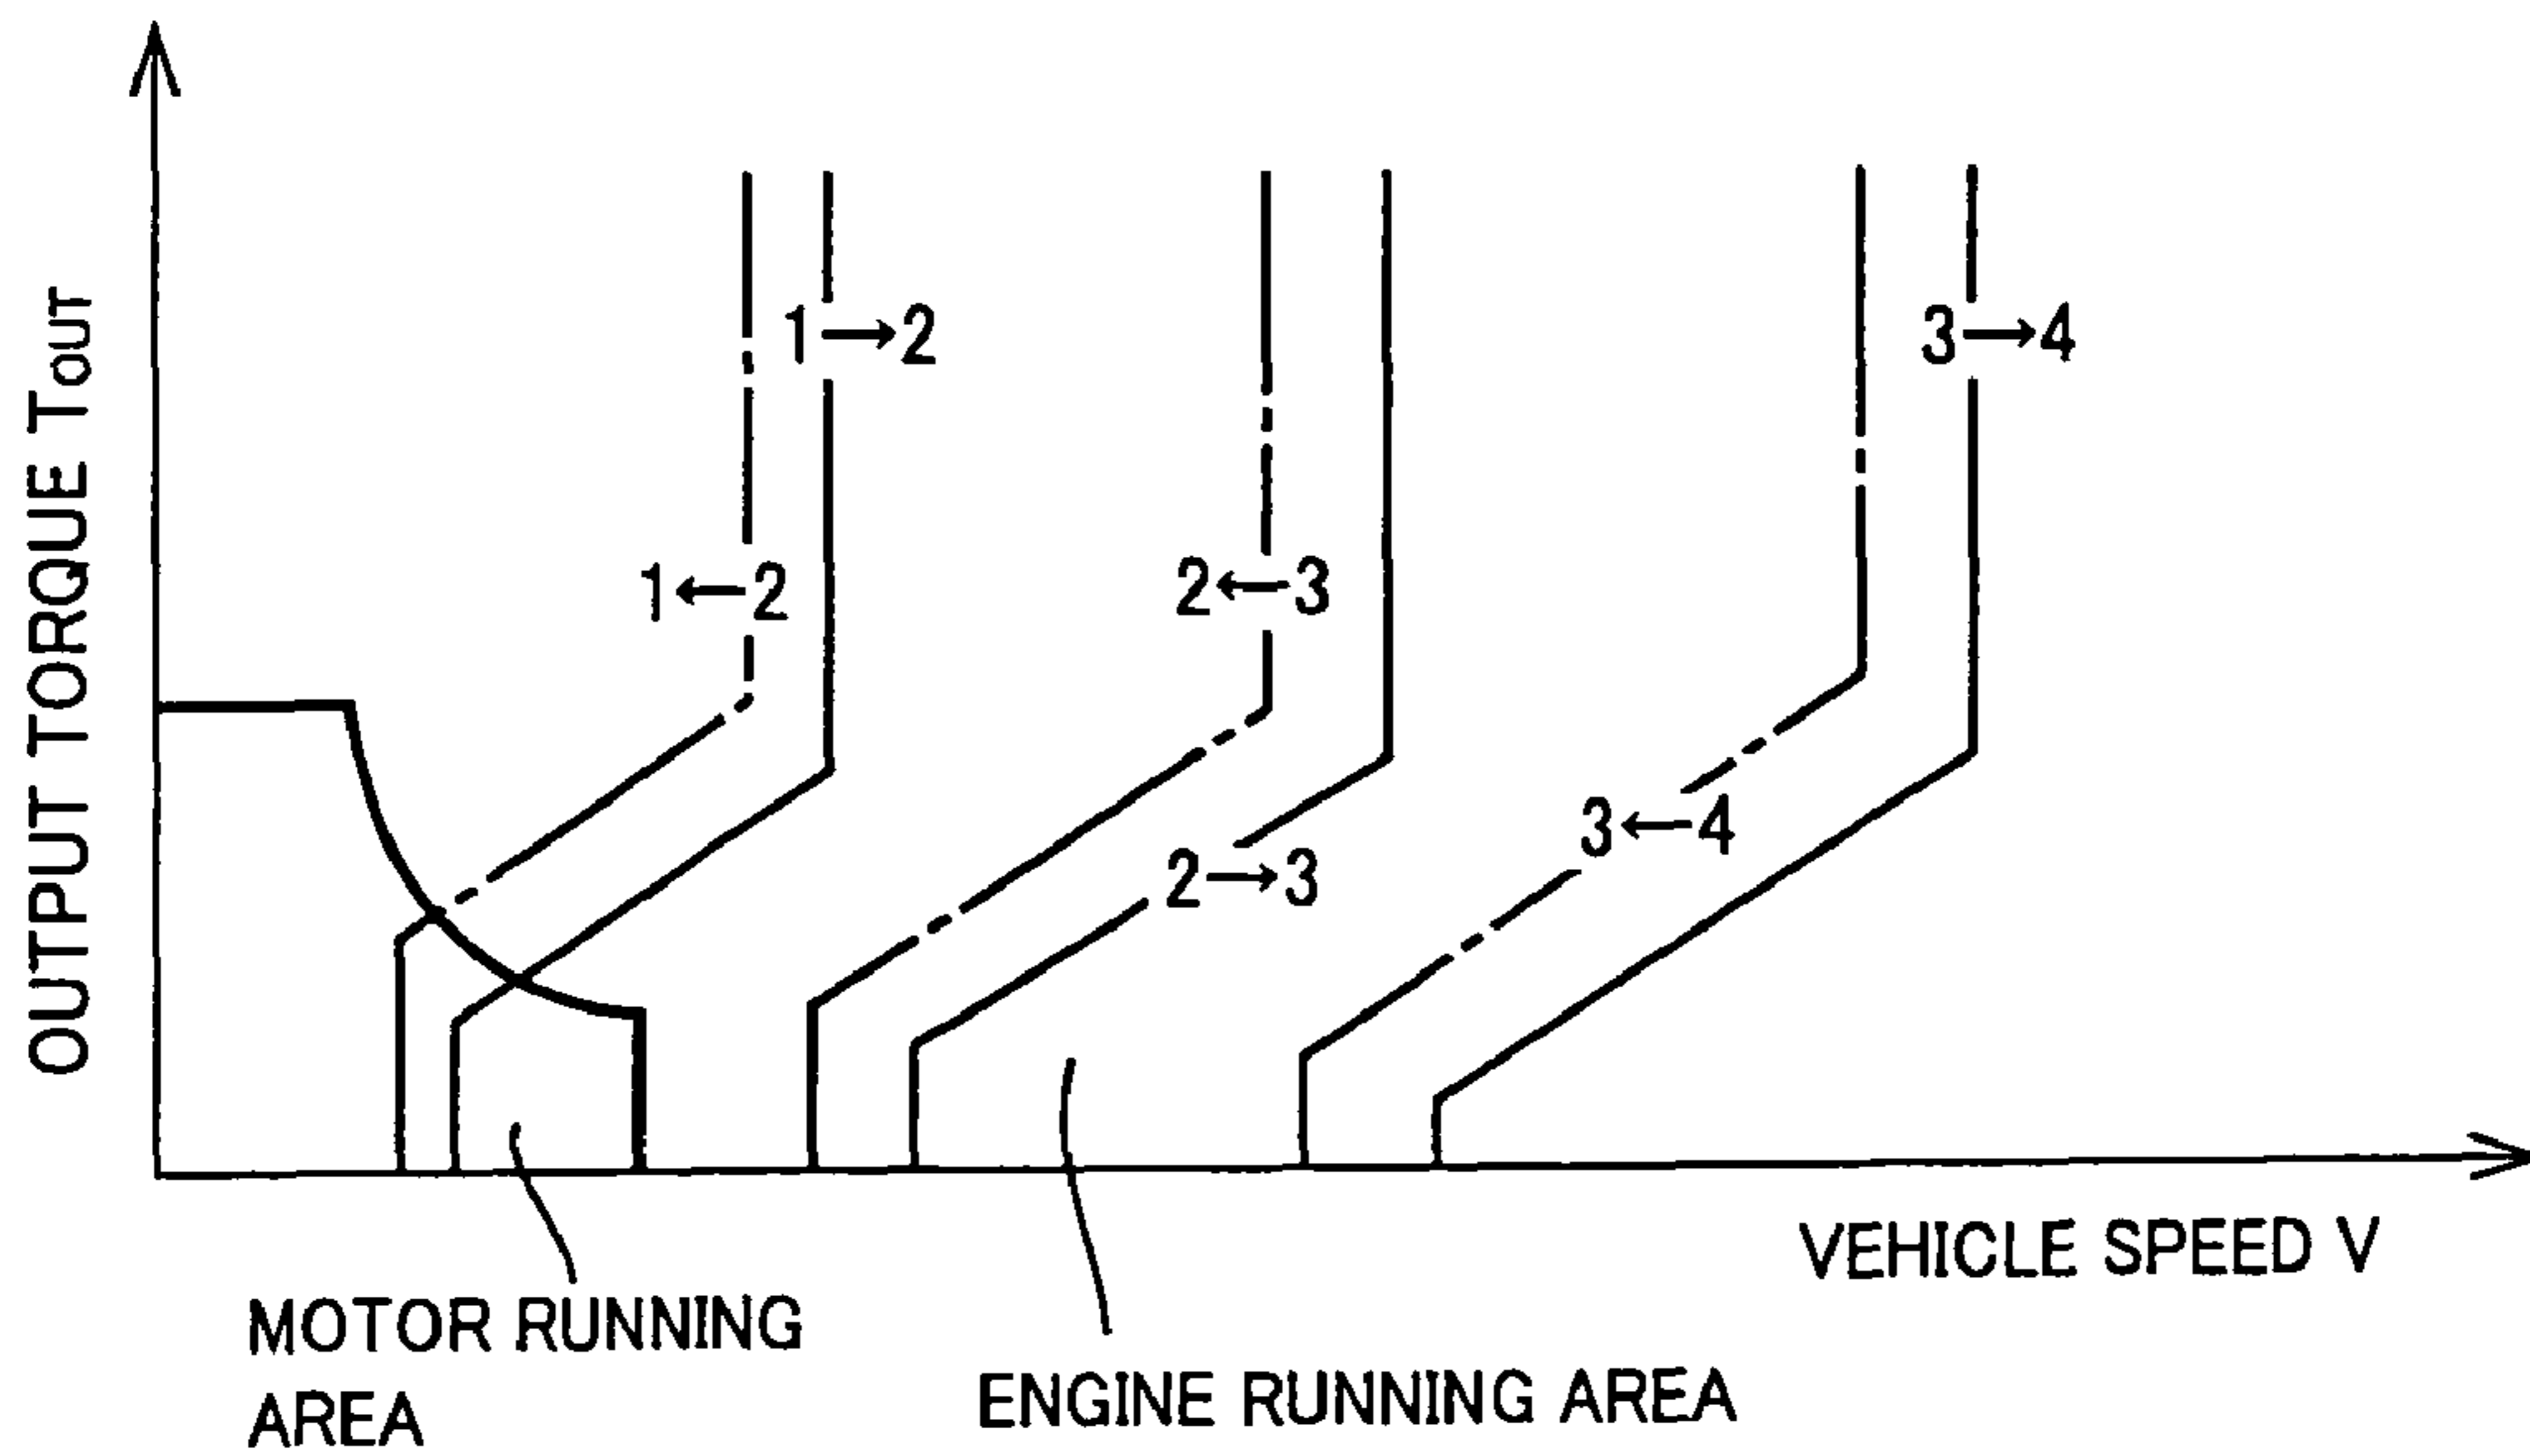 OUTPUT TORQUE TOUT
1→2
3→4
1←2
2←3
3←4
2→3
VEHICLE SPEED V
MOTOR RUNNING
AREA
ENGINE RUNNING AREA